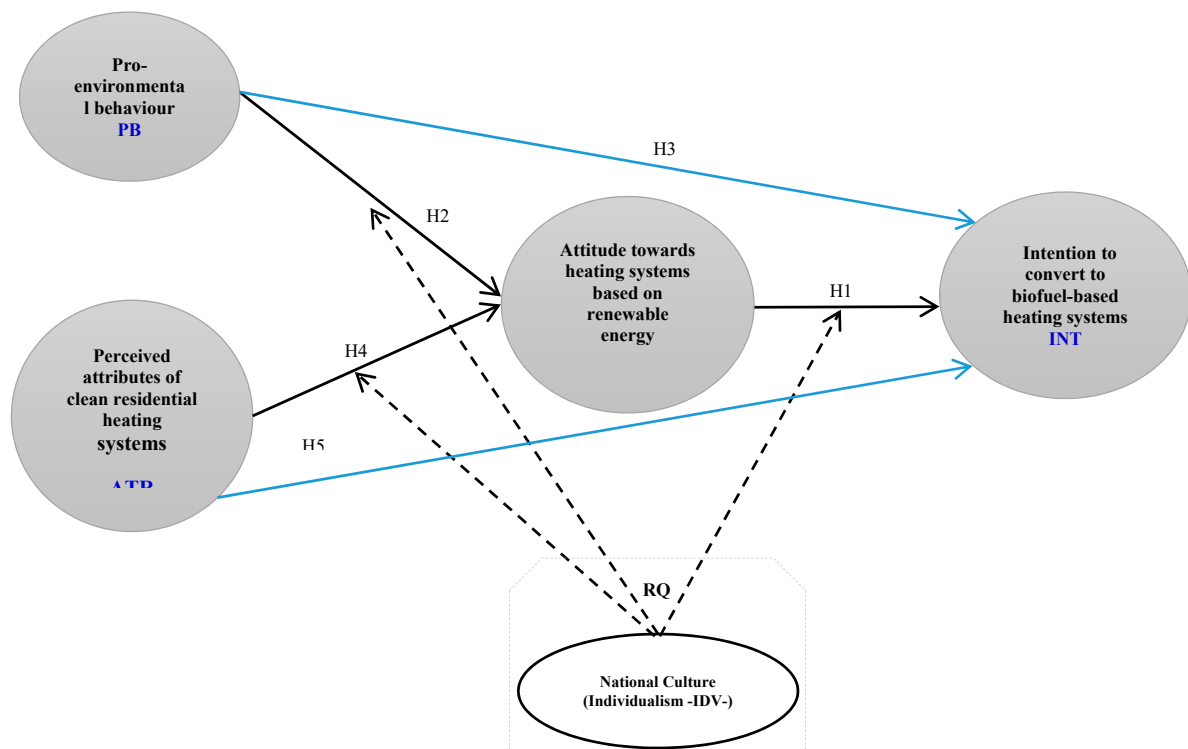 Pro-
environmenta
l behaviour
PB
H3
H2
Attitude towards
heating systems
based on
renewable
energy
H1
Intention to
convert to
biofuel-based
heating systems
INT
Perceived
attributes of
clean residential
heating
systems
H4
H5
RQ
National Culture
(Individualism -IDV-)